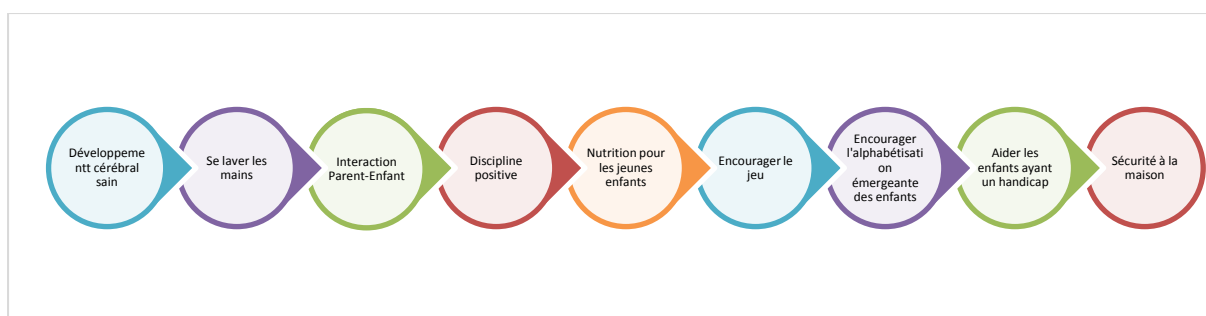 Développeme
ntt cérébral
sain
Se laver les
mains
Interaction
Parent-Enfant
Discipline
positive
Nutrition pour
les jeunes
enfants
Encourager le
jeu
Encourager
l'alphabétisati
on
émergeante
des enfants
Aider les
enfants ayant
un handicap
Sécurité à la
maison